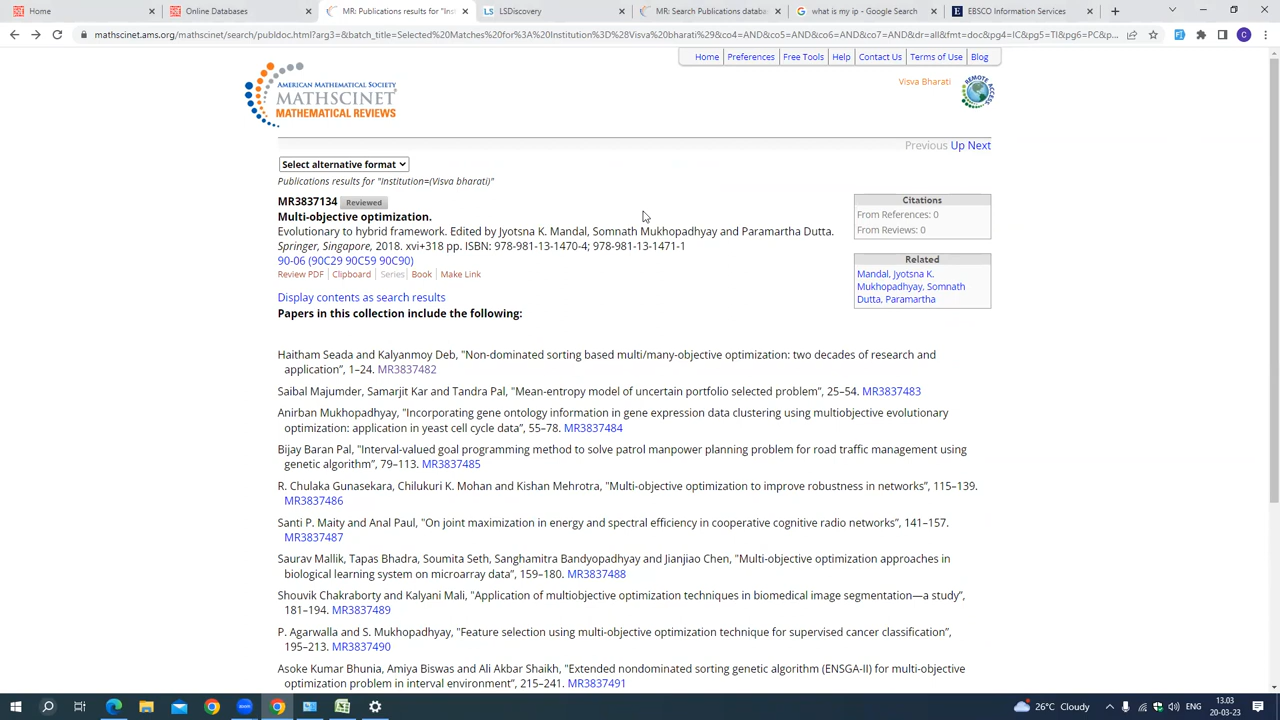 Home
Online Databases
MR: Publications results for "Inst
LSDiscovery
MR: Search Publications databas
what is my ip - Google Search
EBSCO Information Services
mathscinet.ams.org/mathscinet/search/publdoc.html?arg3=&batch_title=Selected%20Matches%20for%3A%20Institution%3D%28Visva%20bharati%29&co4=AND&co5=AND&co6=AND&co7=AND&dr=all&fmt=doc&pg4=IC&pg5=TI&pg6=PC&p...
Home
Preferences
Free Tools
Help
Contact Us
Terms of Use
Blog
AMERICAN MATHEMATICAL SOCIETY
MATHSCINET
MATHEMATICAL REVIEWS
Visva Bharati
REMOTE ACCESS
Previous Up Next
Select alternative format
Publications results for "Institution=(Visva bharati)"
MR3837134 Reviewed
Multi-objective optimization.
Evolutionary to hybrid framework. Edited by Jyotsna K. Mandal, Somnath Mukhopadhyay and Paramartha Dutta.
Springer, Singapore, 2018. xvi+318 pp. ISBN: 978-981-13-1470-4; 978-981-13-1471-1
90-06 (90C29 90C59 90C90)
Review PDF | Clipboard | Series | Book | Make Link
Citations
From References: 0
From Reviews: 0
Related
Mandal, Jyotsna K.
Mukhopadhyay, Somnath
Dutta, Paramartha
Display contents as search results
Papers in this collection include the following:
Haitham Seada and Kalyanmoy Deb, "Non-dominated sorting based multi/many-objective optimization: two decades of research and
application", 1–24. MR3837482
Saibal Majumder, Samarjit Kar and Tandra Pal, "Mean-entropy model of uncertain portfolio selected problem", 25–54. MR3837483
Anirban Mukhopadhyay, "Incorporating gene ontology information in gene expression data clustering using multiobjective evolutionary
optimization: application in yeast cell cycle data", 55–78. MR3837484
Bijay Baran Pal, "Interval-valued goal programming method to solve patrol manpower planning problem for road traffic management using
genetic algorithm", 79–113. MR3837485
R. Chulaka Gunasekara, Chilukuri K. Mohan and Kishan Mehrotra, "Multi-objective optimization to improve robustness in networks", 115–139.
MR3837486
Santi P. Maity and Anal Paul, "On joint maximization in energy and spectral efficiency in cooperative cognitive radio networks", 141–157.
MR3837487
Saurav Mallik, Tapas Bhadra, Soumita Seth, Sanghamitra Bandyopadhyay and Jianjiao Chen, "Multi-objective optimization approaches in
biological learning system on microarray data", 159–180. MR3837488
Shouvik Chakraborty and Kalyani Mali, "Application of multiobjective optimization techniques in biomedical image segmentation—a study",
181–194. MR3837489
P. Agarwalla and S. Mukhopadhyay, "Feature selection using multi-objective optimization technique for supervised cancer classification",
195–213. MR3837490
Asoke Kumar Bhunia, Amiya Biswas and Ali Akbar Shaikh, "Extended nondominated sorting genetic algorithm (ENSGA-II) for multi-objective
optimization problem in interval environment", 215–241. MR3837491
zoom
26°C Cloudy
13.03
20-03-23